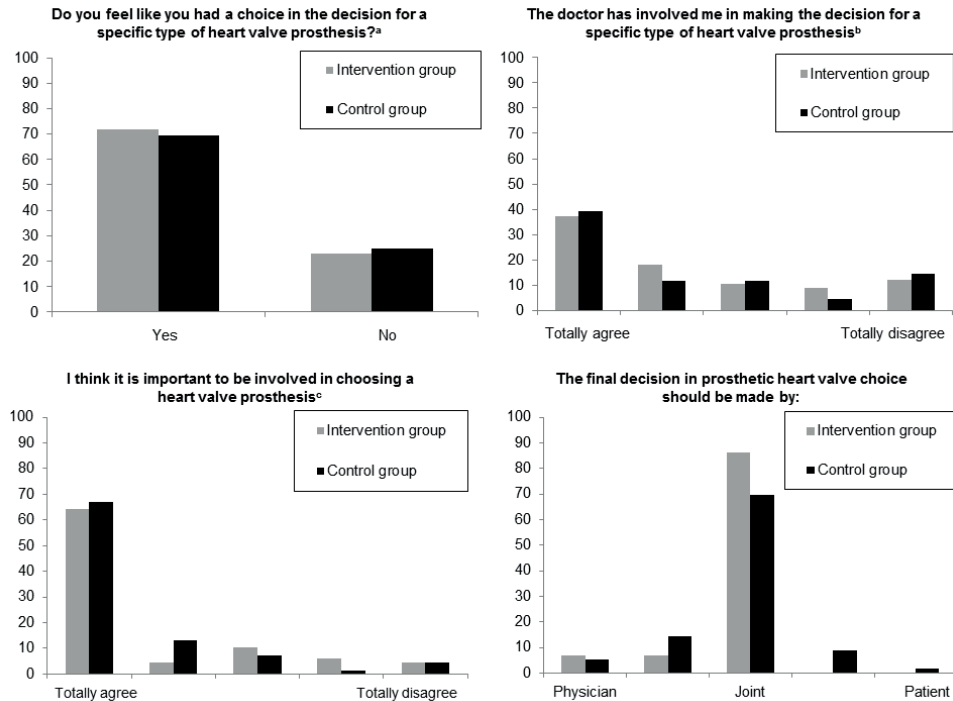 Do you feel like you had a choice in the decision for a
specific type of heart valve prosthesis?ᵃ
Intervention group
Control group
100
90
80
70
60
50
40
30
20
10
0
Yes No
The doctor has involved me in making the decision for a
specific type of heart valve prosthesisᵇ
Intervention group
Control group
100
90
80
70
60
50
40
30
20
10
0
Totally agree Totally disagree
I think it is important to be involved in choosing a
heart valve prosthesisᶜ
Intervention group
Control group
100
90
80
70
60
50
40
30
20
10
0
Totally agree Totally disagree
The final decision in prosthetic heart valve choice
should be made by:
Intervention group
Control group
100
90
80
70
60
50
40
30
20
10
0
Physician Joint Patient